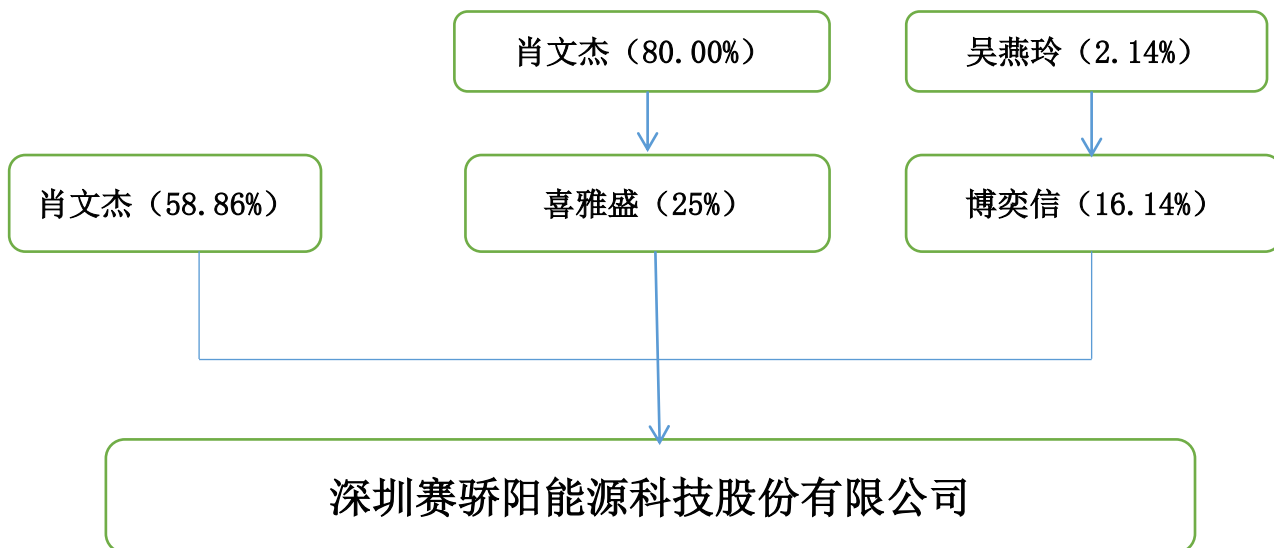 肖文杰（80.00%）
吴燕玲（2.14%）
肖文杰（58.86%）
喜雅盛（25%）
博奕信（16.14%）
深圳赛骄阳能源科技股份有限公司